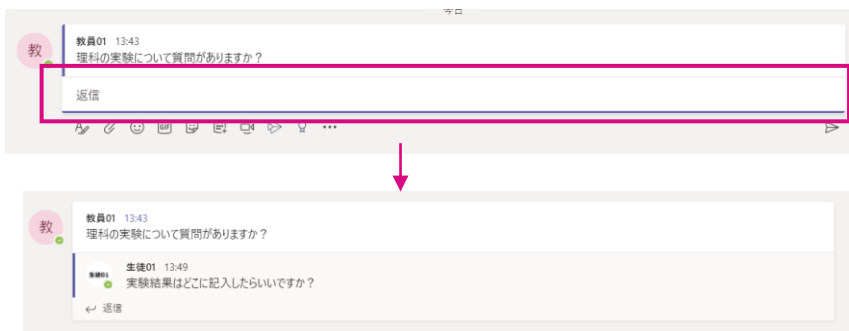 今日
教
教員01 13:43
理科の実験について質問がありますか？
返信
GIF
教
教員01 13:43
理科の実験について質問がありますか？
生徒01
生徒01 13:49
実験結果はどこに記入したらいいですか？
返信